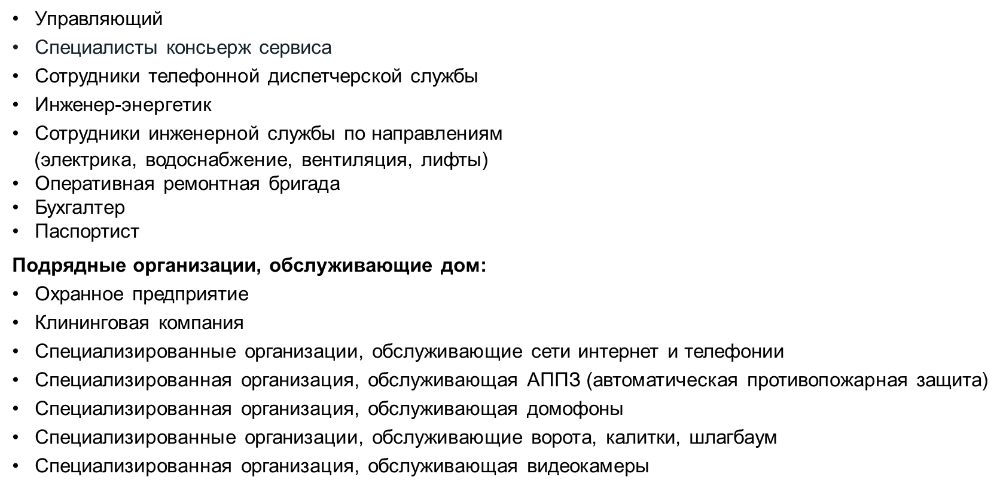 • Управляющий
• Специалисты консьерж сервиса
• Сотрудники телефонной диспетчерской службы
• Инженер-энергетик
• Сотрудники инженерной службы по направлениям
(электрика, водоснабжение, вентиляция, лифты)
• Оперативная ремонтная бригада
• Бухгалтер
• Паспортист
Подрядные организации, обслуживающие дом:
• Охранное предприятие
• Клининговая компания
• Специализированные организации, обслуживающие сети интернет и телефонии
• Специализированная организация, обслуживающая АППЗ (автоматическая противопожарная защита)
• Специализированная организация, обслуживающая домофоны
• Специализированные организации, обслуживающие ворота, калитки, шлагбаум
• Специализированная организация, обслуживающая видеокамеры